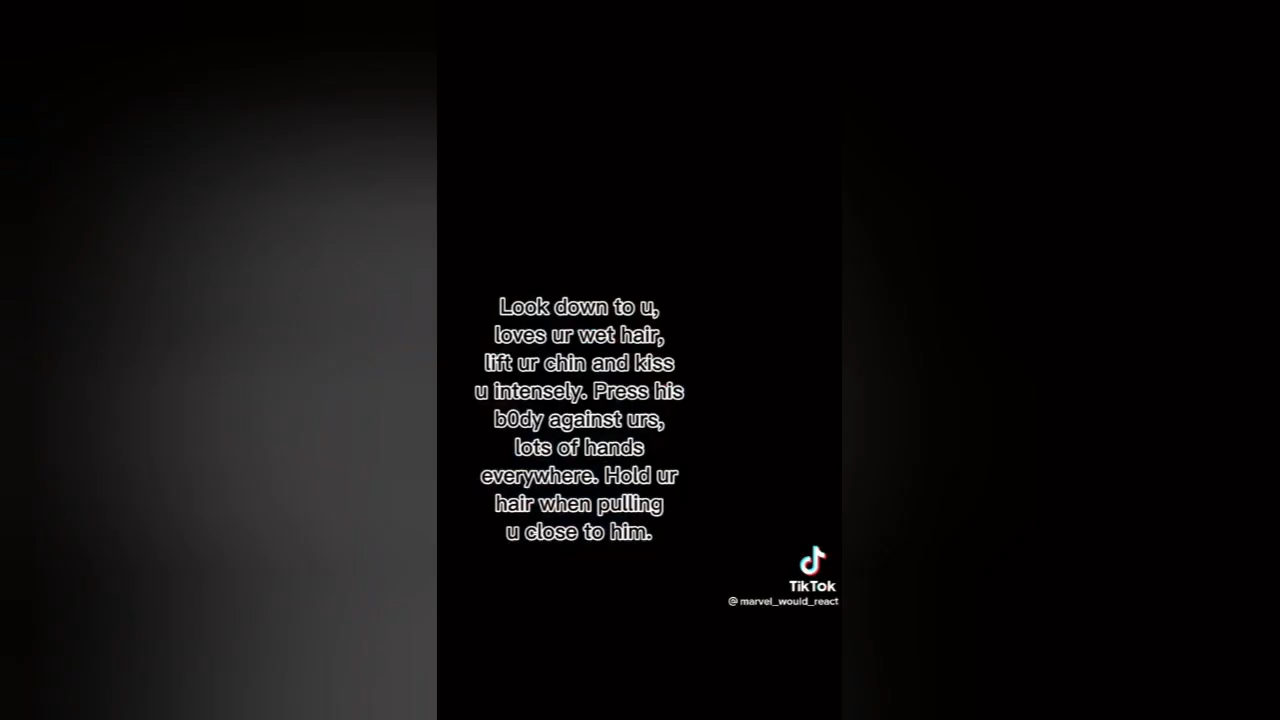 Look down to u,
loves ur wet hair,
lift ur chin and kiss
u intensely. Press his
b0dy against urs,
lots of hands
everywhere. Hold ur
hair when pulling
u close to him.
TikTok
@marvel_would_react